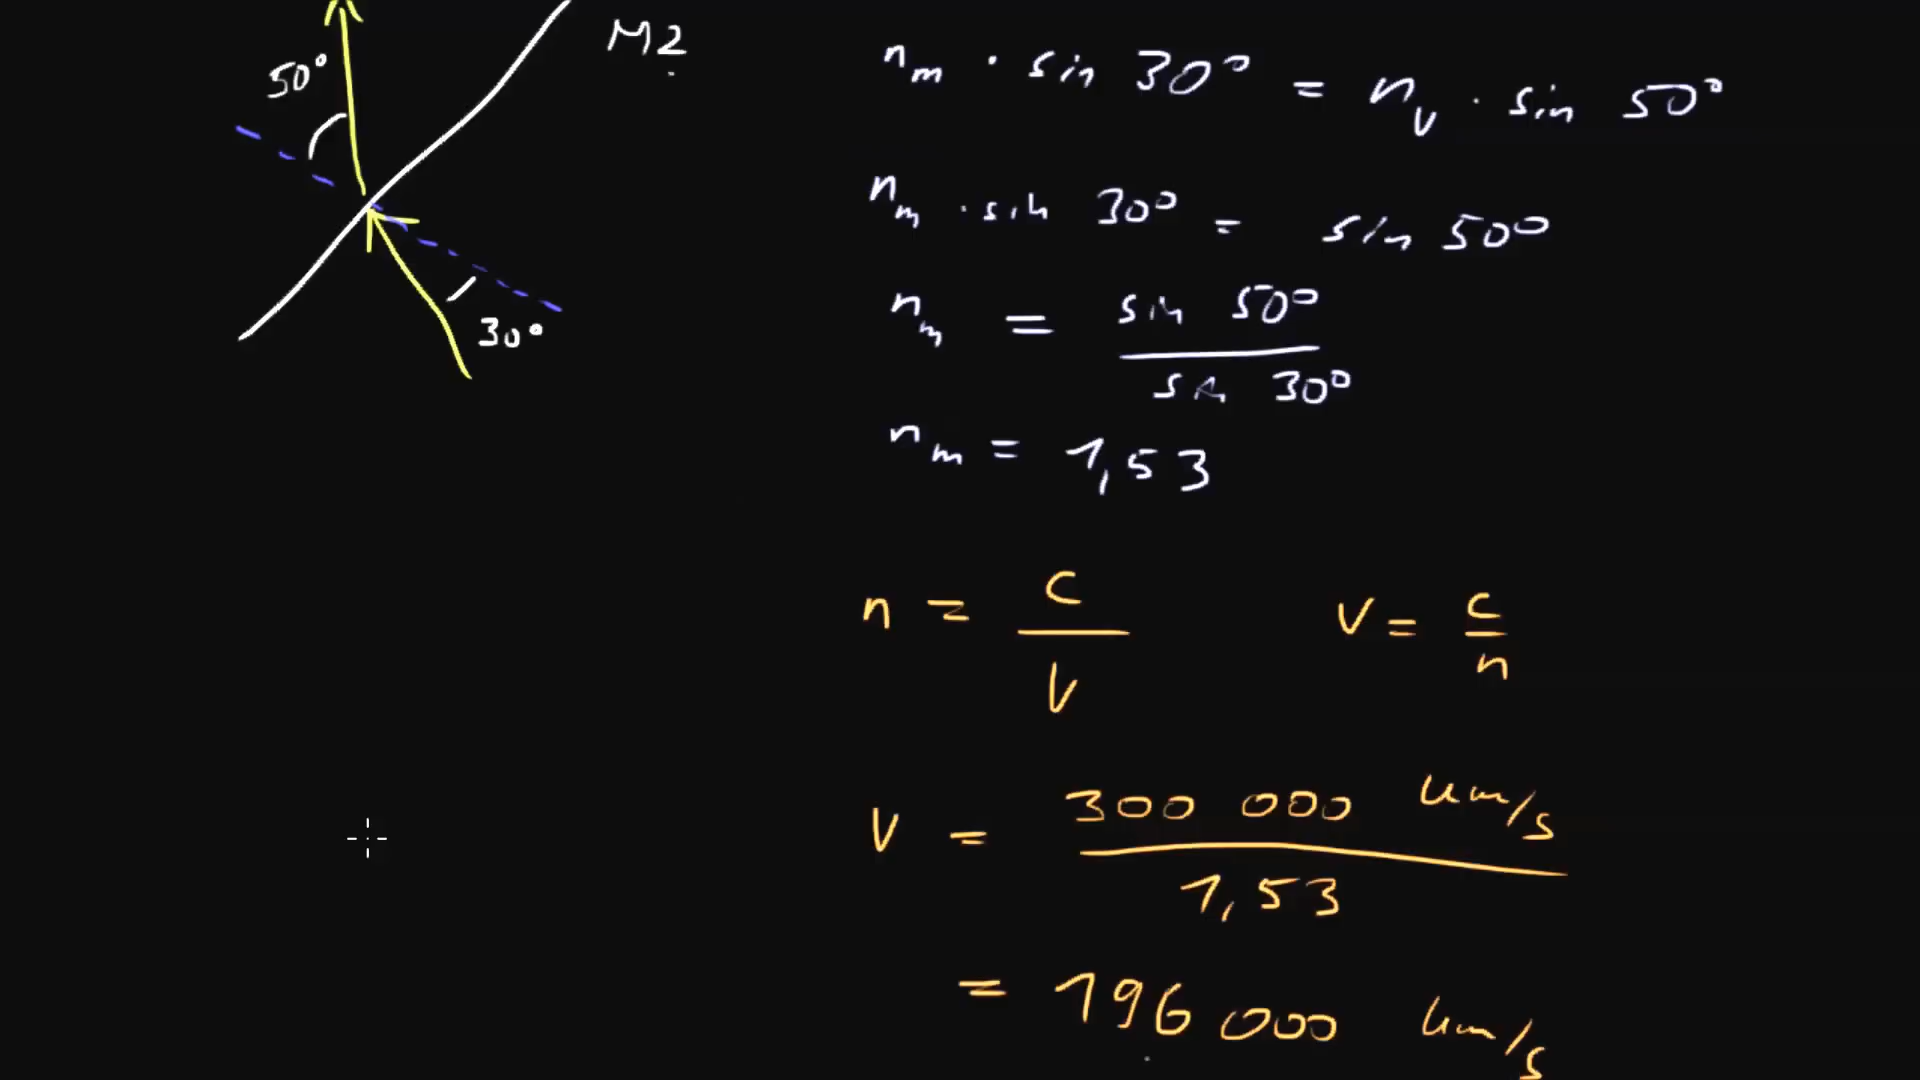 M2
50°
30°
n_m · sin 30° = n_v · sin 50°
n_m · sin 30° = sin 50°
n_m = sin 50° / sin 30°
n_m = 1,53
n = c / v
v = c / n
v = 300 000 km/s / 1,53
= 196 000 km/s